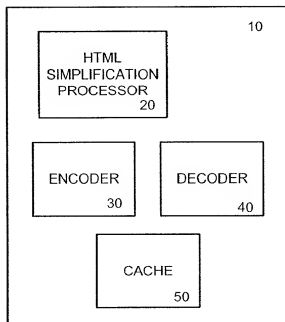 10
HTML
SIMPLIFICATION
PROCESSOR
20
ENCODER
30
DECODER
40
CACHE
50